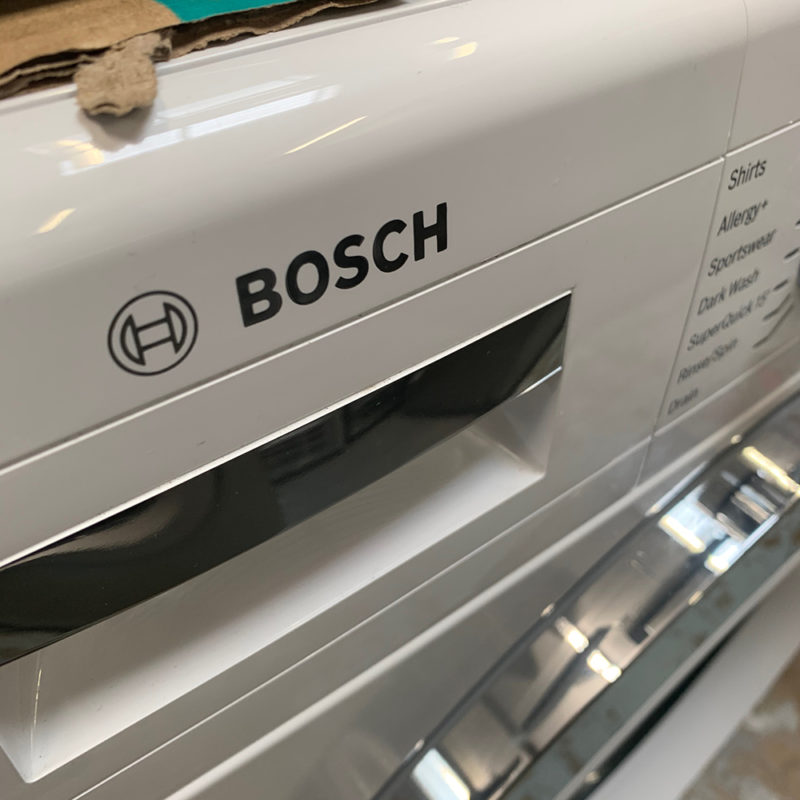 BOSCH
Shirts
Allergy+
Sportswear
Dark Wash
SuperQuick 15'
Rinse/Spin
Drain